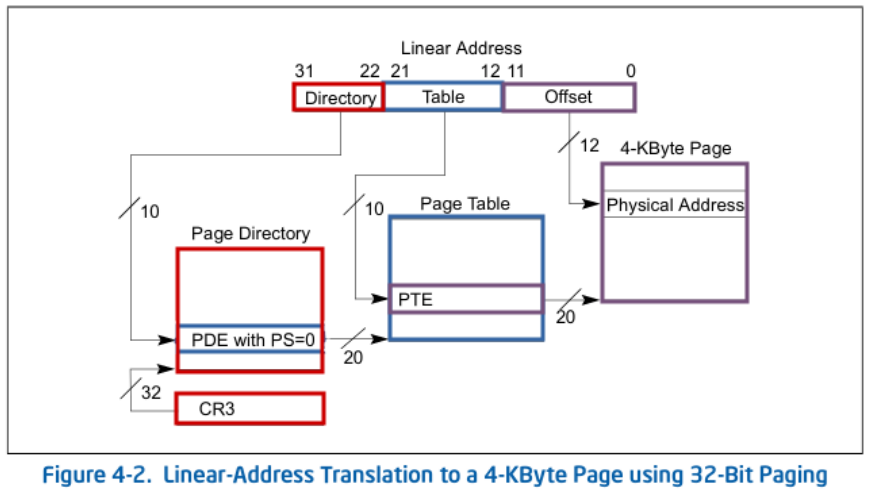 Linear Address
31 22 21 12 11 0
Directory Table Offset
12
4-KByte Page
Physical Address
10
10
Page Table
Page Directory
PTE
20
PDE with PS=0
20
32
CR3
Figure 4-2. Linear-Address Translation to a 4-KByte Page using 32-Bit Paging